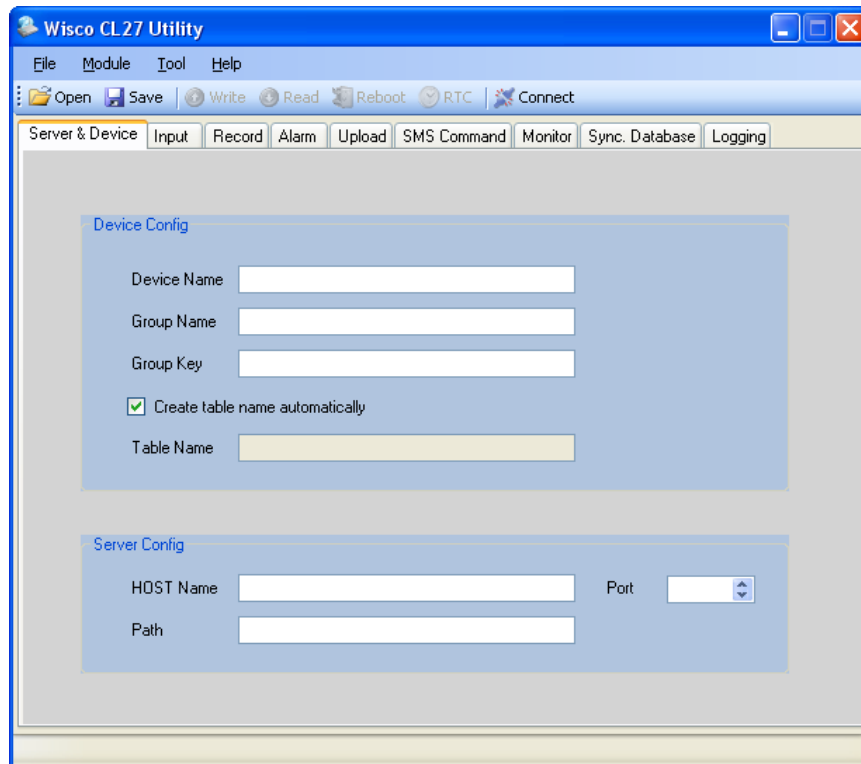 Wisco CL27 Utility
File Module Tool Help
Open Save Write Read Reboot RTC Connect
Server & Device Input Record Alarm Upload SMS Command Monitor Sync. Database Logging
Device Config
Device Name
Group Name
Group Key
Create table name automatically
Table Name
Server Config
HOST Name Port
Path